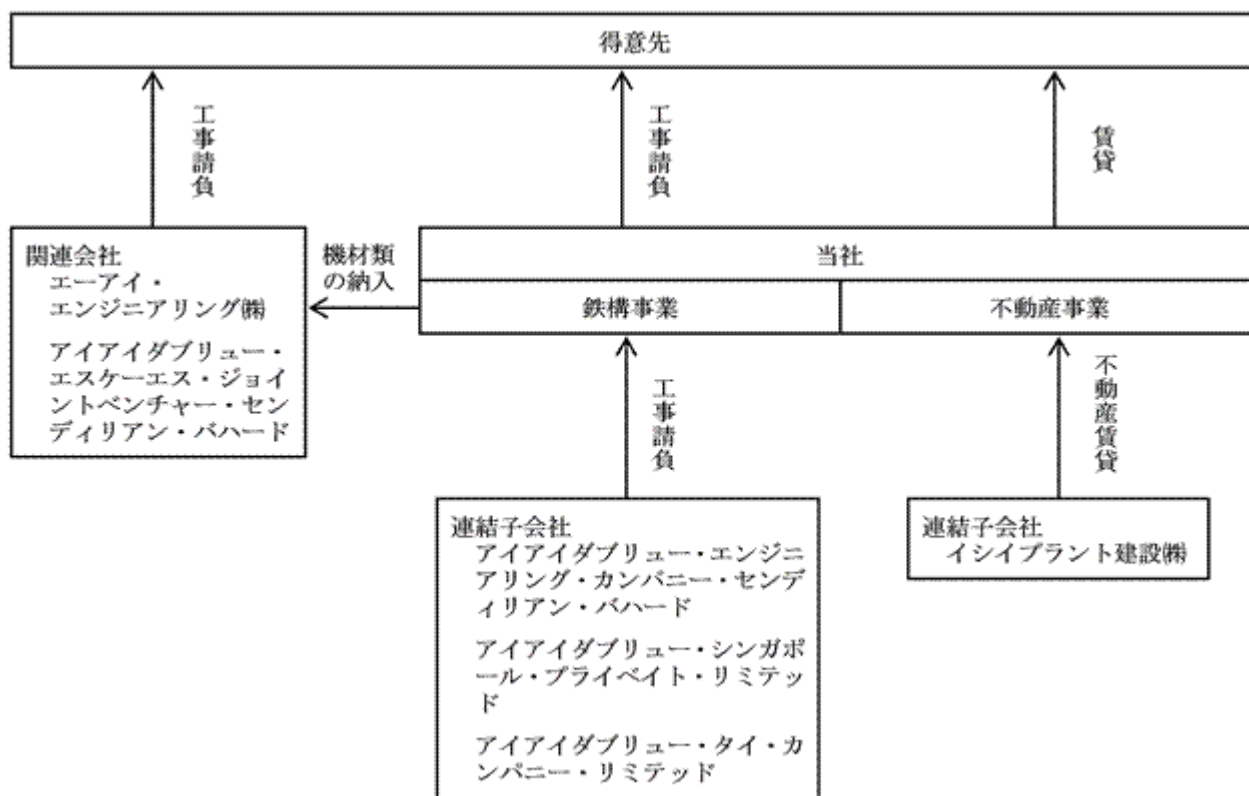 得意先
工事請負
工事請負
賃貸
関連会社
エーアイ・
エンジニアリング㈱
アイアイダブリュー・
エスケーエス・ジョイ
ントベンチャー・セン
ディリアン・バハード
機材類
の納入
当社
鉄構事業
不動産事業
工事請負
不動産賃貸
連結子会社
アイアイダブリュー・エンジニ
アリング・カンパニー・センデ
ィリアン・バハード
アイアイダブリュー・シンガポ
ール・プライベイト・リミテッ
ド
アイアイダブリュー・タイ・カ
ンパニー・リミテッド
連結子会社
イシイプラント建設㈱